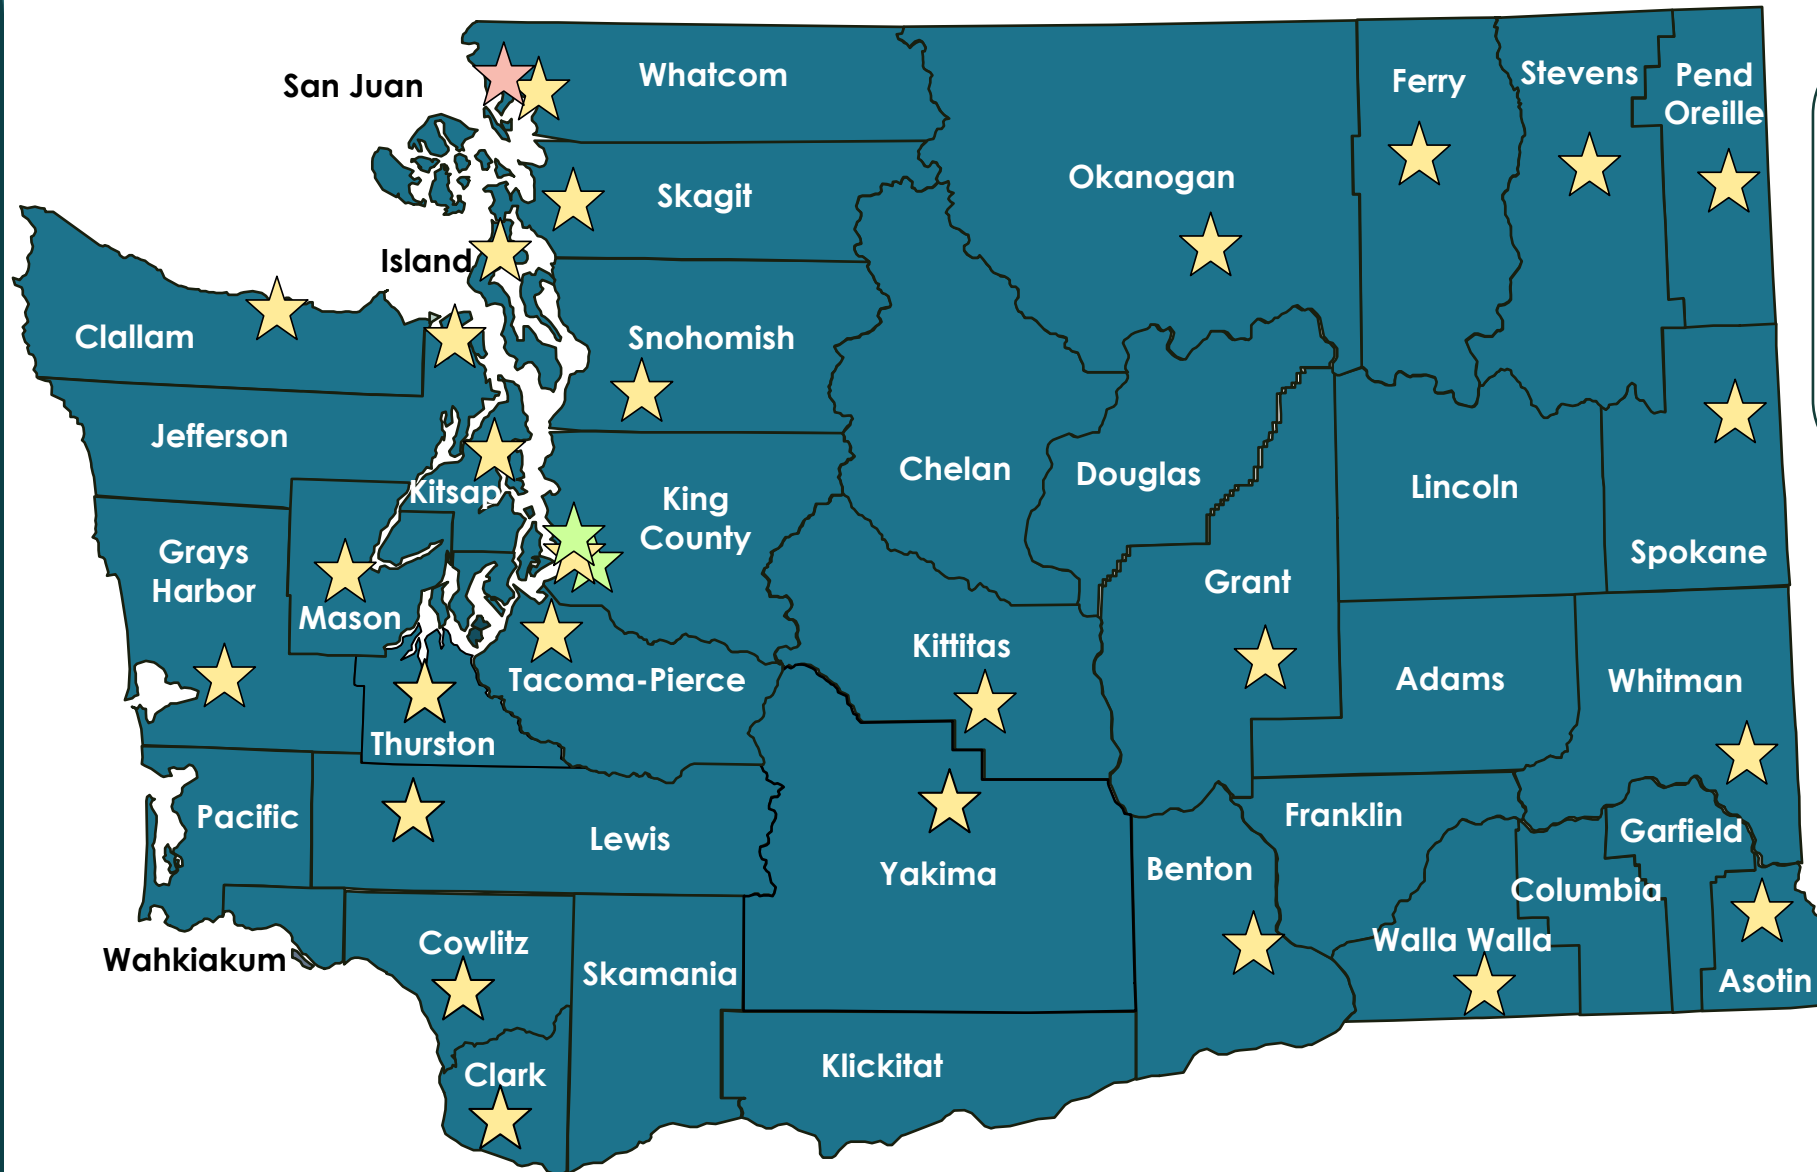 San Juan
Whatcom
Ferry
Stevens
Pend
Oreille
Skagit
Okanogan
Island
Clallam
Snohomish
Jefferson
Kitsap
King
County
Chelan
Douglas
Lincoln
Grays
Harbor
Mason
Grant
Spokane
Kittitas
Tacoma-Pierce
Adams
Whitman
Thurston
Pacific
Lewis
Yakima
Benton
Franklin
Garfield
Columbia
Walla Walla
Asotin
Wahkiakum
Cowlitz
Skamania
Clark
Klickitat